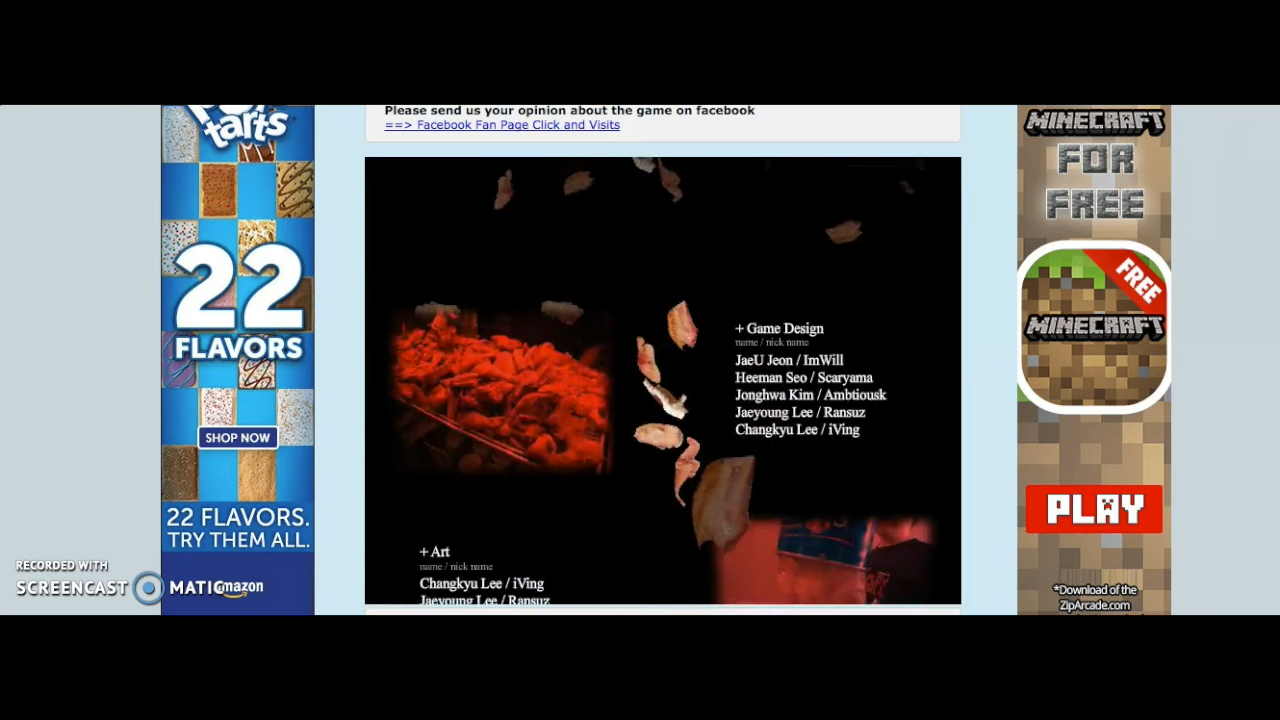 Please send us your opinion about the game on facebook
==> Facebook Fan Page Click and Visits
tarts
22
FLAVORS
SHOP NOW
22 FLAVORS.
TRY THEM ALL.
amazon
RECORDED WITH
SCREENCAST MATIC
+ Game Design
name / nick name
JaeU Jeon / ImWill
Heeman Seo / Scaryama
Jonghwa Kim / Ambtiousk
Jaeyoung Lee / Ransuz
Changkyu Lee / iVing
+ Art
name / nick name
Changkyu Lee / iVing
Jaeyoung Lee / Ransuz
MINECRAFT
FOR
FREE
FREE
MINECRAFT
PLAY
*Download of the
ZipArcade.com